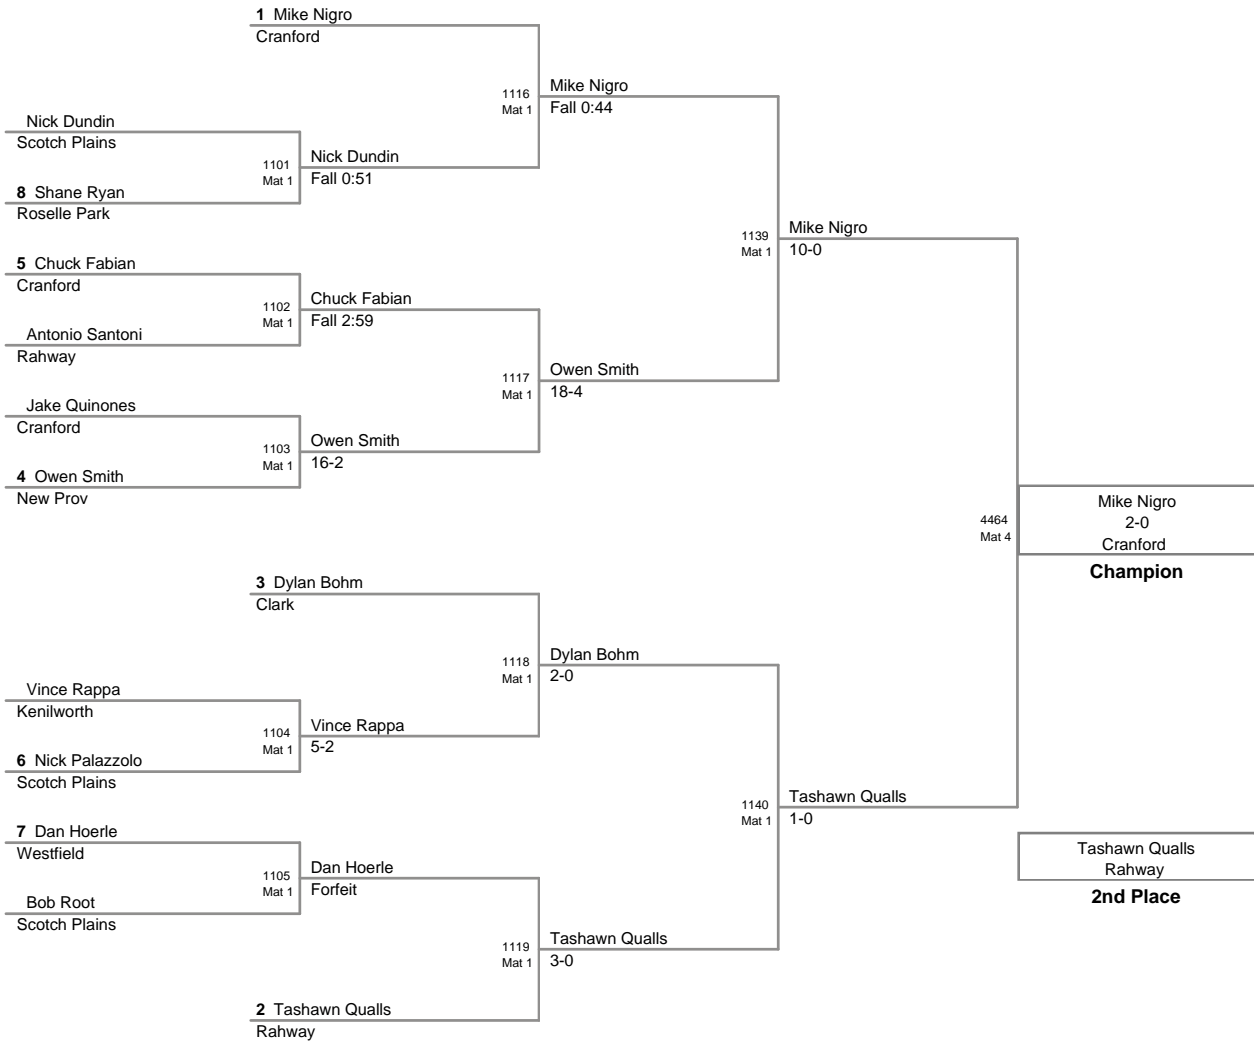 1 Mike Nigro
Cranford
1116
Mat 1
Mike Nigro
Fall 0:44
Nick Dundin
Scotch Plains
1101
Mat 1
Nick Dundin
Fall 0:51
8 Shane Ryan
Roselle Park
1139
Mat 1
Mike Nigro
10-0
5 Chuck Fabian
Cranford
1102
Mat 1
Chuck Fabian
Fall 2:59
Antonio Santoni
Rahway
1117
Mat 1
Owen Smith
18-4
Jake Quinones
Cranford
1103
Mat 1
Owen Smith
16-2
4 Owen Smith
New Prov
4464
Mat 4
Mike Nigro
2-0
Cranford
Champion
3 Dylan Bohm
Clark
1118
Mat 1
Dylan Bohm
2-0
Vince Rappa
Kenilworth
1104
Mat 1
Vince Rappa
5-2
6 Nick Palazzolo
Scotch Plains
1140
Mat 1
Tashawn Qualls
1-0
7 Dan Hoerle
Westfield
1105
Mat 1
Dan Hoerle
Forfeit
Bob Root
Scotch Plains
Tashawn Qualls
Rahway
2nd Place
1119
Mat 1
Tashawn Qualls
3-0
2 Tashawn Qualls
Rahway